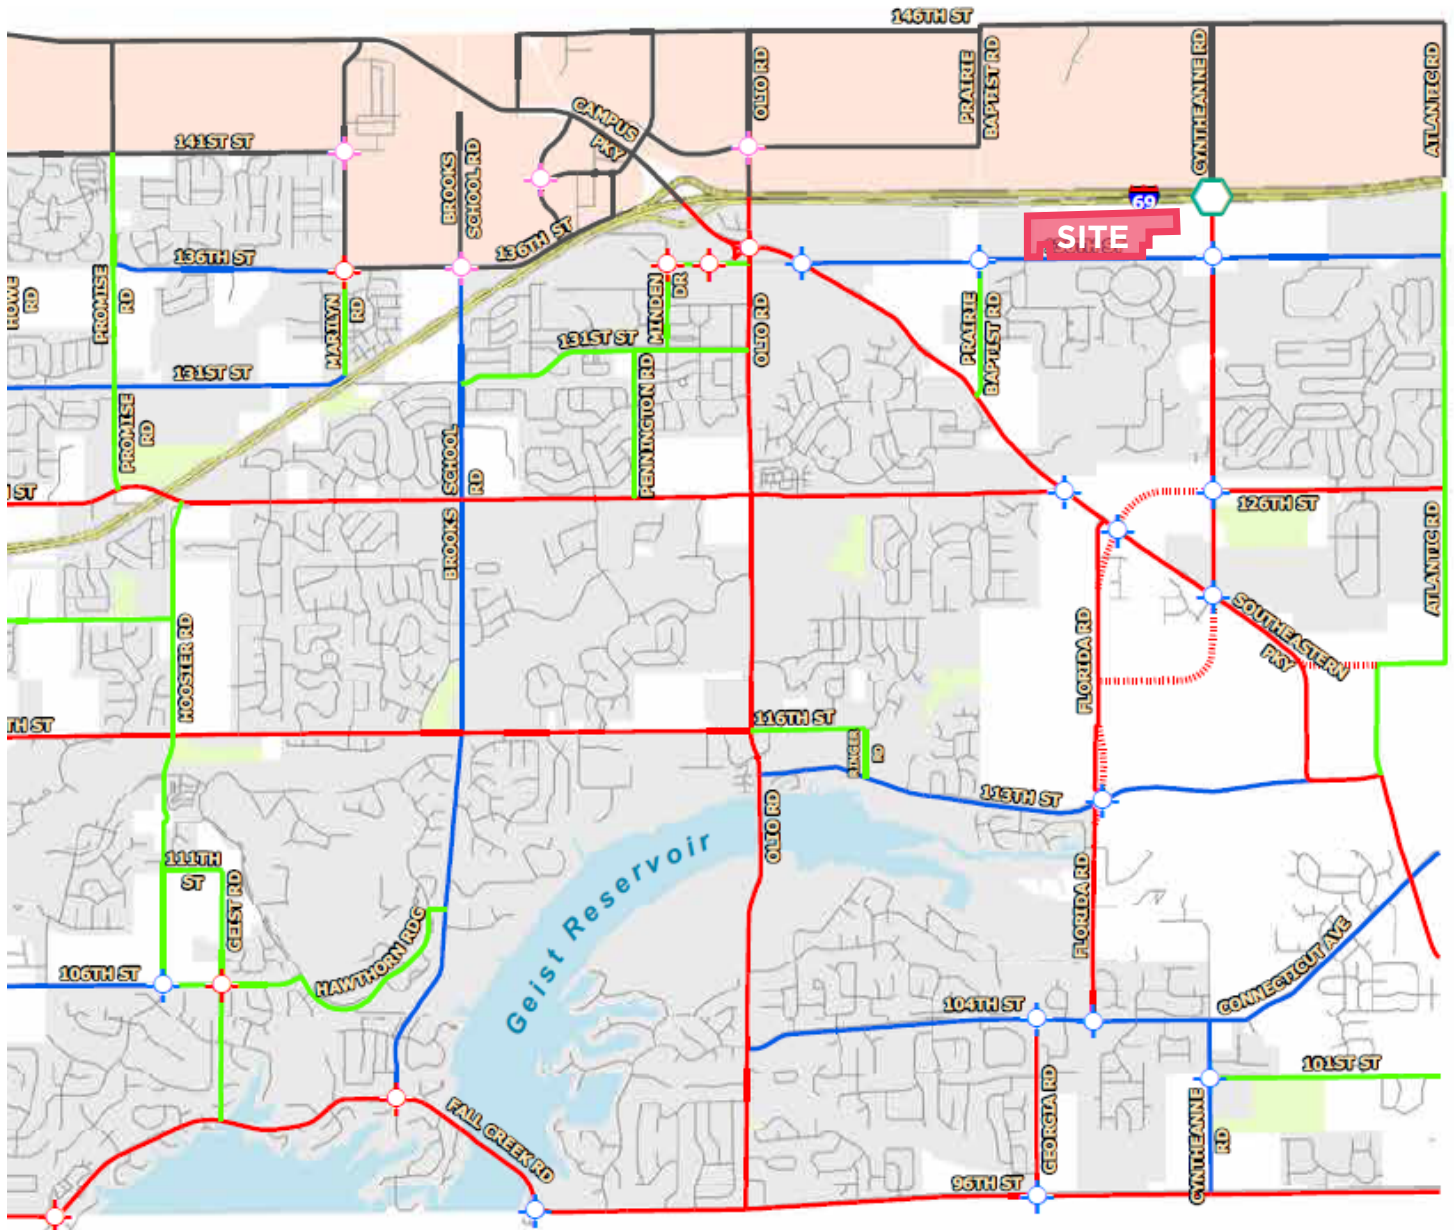 146TH ST
OLIO RD
PRAIRIE
BAPTIST RD
CYNTHEANNE RD
ATLANTIC RD
CAMPUS
PKY
141ST ST
BROOKS
SCHOOL RD
69
SITE
136TH ST
136TH ST
PROMISE
RD
MARILYN
RD
MINDEN
DR
OLIO RD
PRAIRIE
BAPTIST RD
131ST ST
131ST ST
PENNINGTON RD
PROMISE
RD
SCHOOL
RD
BROOKS
ST
126TH ST
ATLANTIC RD
HOOSIER RD
FLORIDA RD
SOUTHEASTERN
PKY
TH ST
116TH ST
RD
113TH ST
OLIO RD
Geist Reservoir
111TH
ST
GEIST RD
FLORIDA RD
HAWTHORN RDG
106TH ST
104TH ST
CONNECTICUT AVE
101ST ST
GEORGIA RD
CYNTHEANNE
RD
FALL CREEK RD
96TH ST